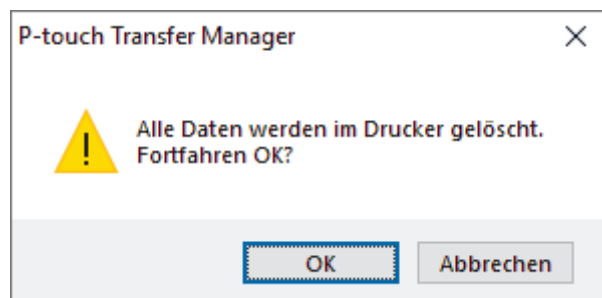 P-touch Transfer Manager
Alle Daten werden im Drucker gelöscht.
Fortfahren OK?
OK
Abbrechen